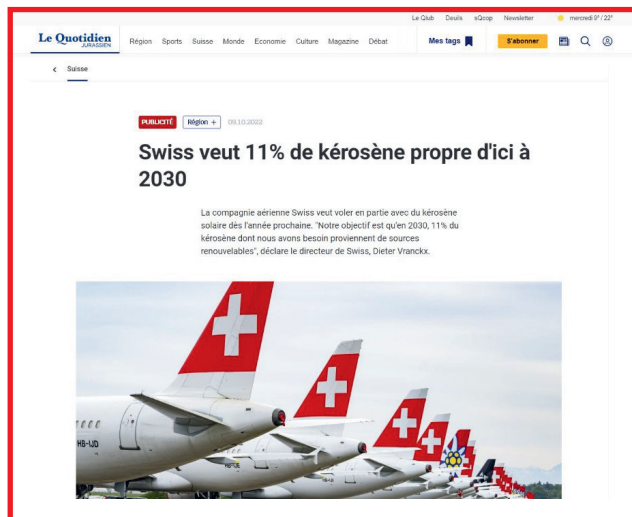 Le Qlub Deuils sQoop Newsletter mercredi 9° / 22°
Le Quotidien
JURASSIEN
Région Sports Suisse Monde Economie Culture Magazine Débat Mes tags S'abonner
Suisse
PUBLICITÉ Région + 09.10.2022
Swiss veut 11% de kérosène propre d'ici à
2030
La compagnie aérienne Swiss veut voler en partie avec du kérosène
solaire dès l'année prochaine. "Notre objectif est qu'en 2030, 11% du
kérosène dont nous avons besoin proviennent de sources
renouvelables", déclare le directeur de Swiss, Dieter Vranckx.
HB-IJD